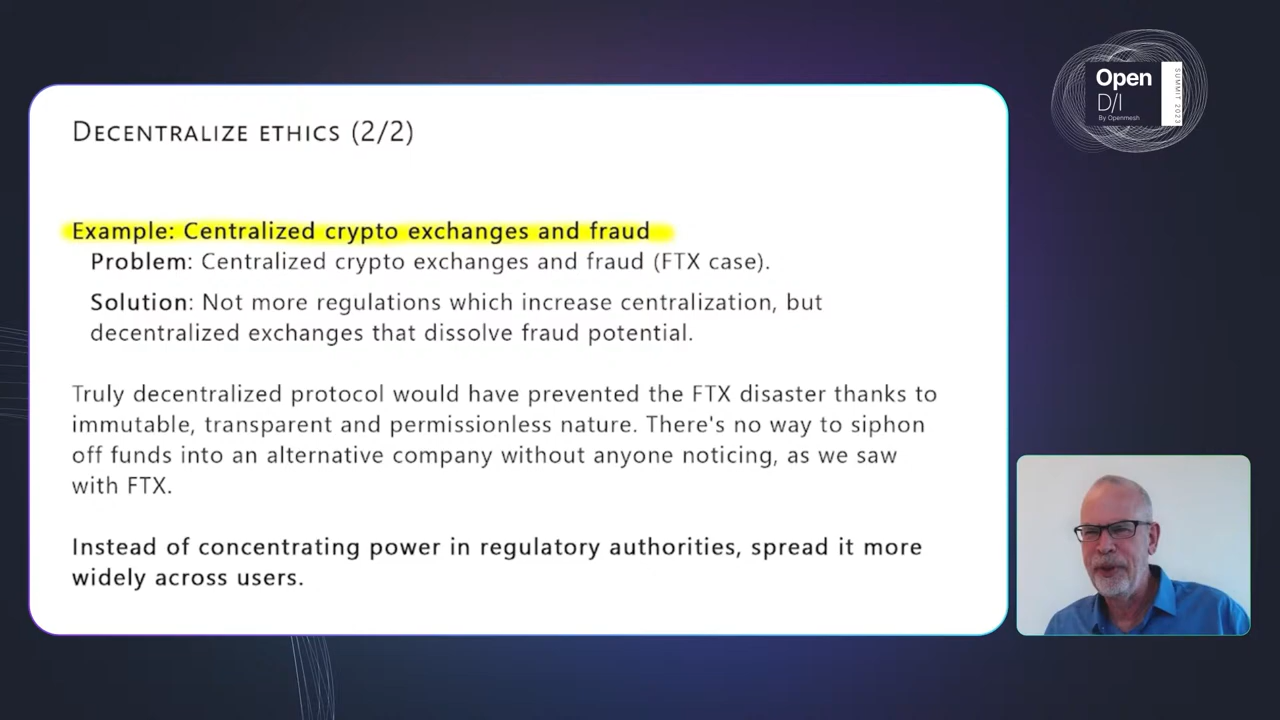 DECENTRALIZE ETHICS (2/2)
Example: Centralized crypto exchanges and fraud
Problem: Centralized crypto exchanges and fraud (FTX case).
Solution: Not more regulations which increase centralization, but
decentralized exchanges that dissolve fraud potential.
Truly decentralized protocol would have prevented the FTX disaster thanks to
immutable, transparent and permissionless nature. There's no way to siphon
off funds into an alternative company without anyone noticing, as we saw
with FTX.
Instead of concentrating power in regulatory authorities, spread it more
widely across users.
Open
D/I
By Openmesh
SUMMIT 2023